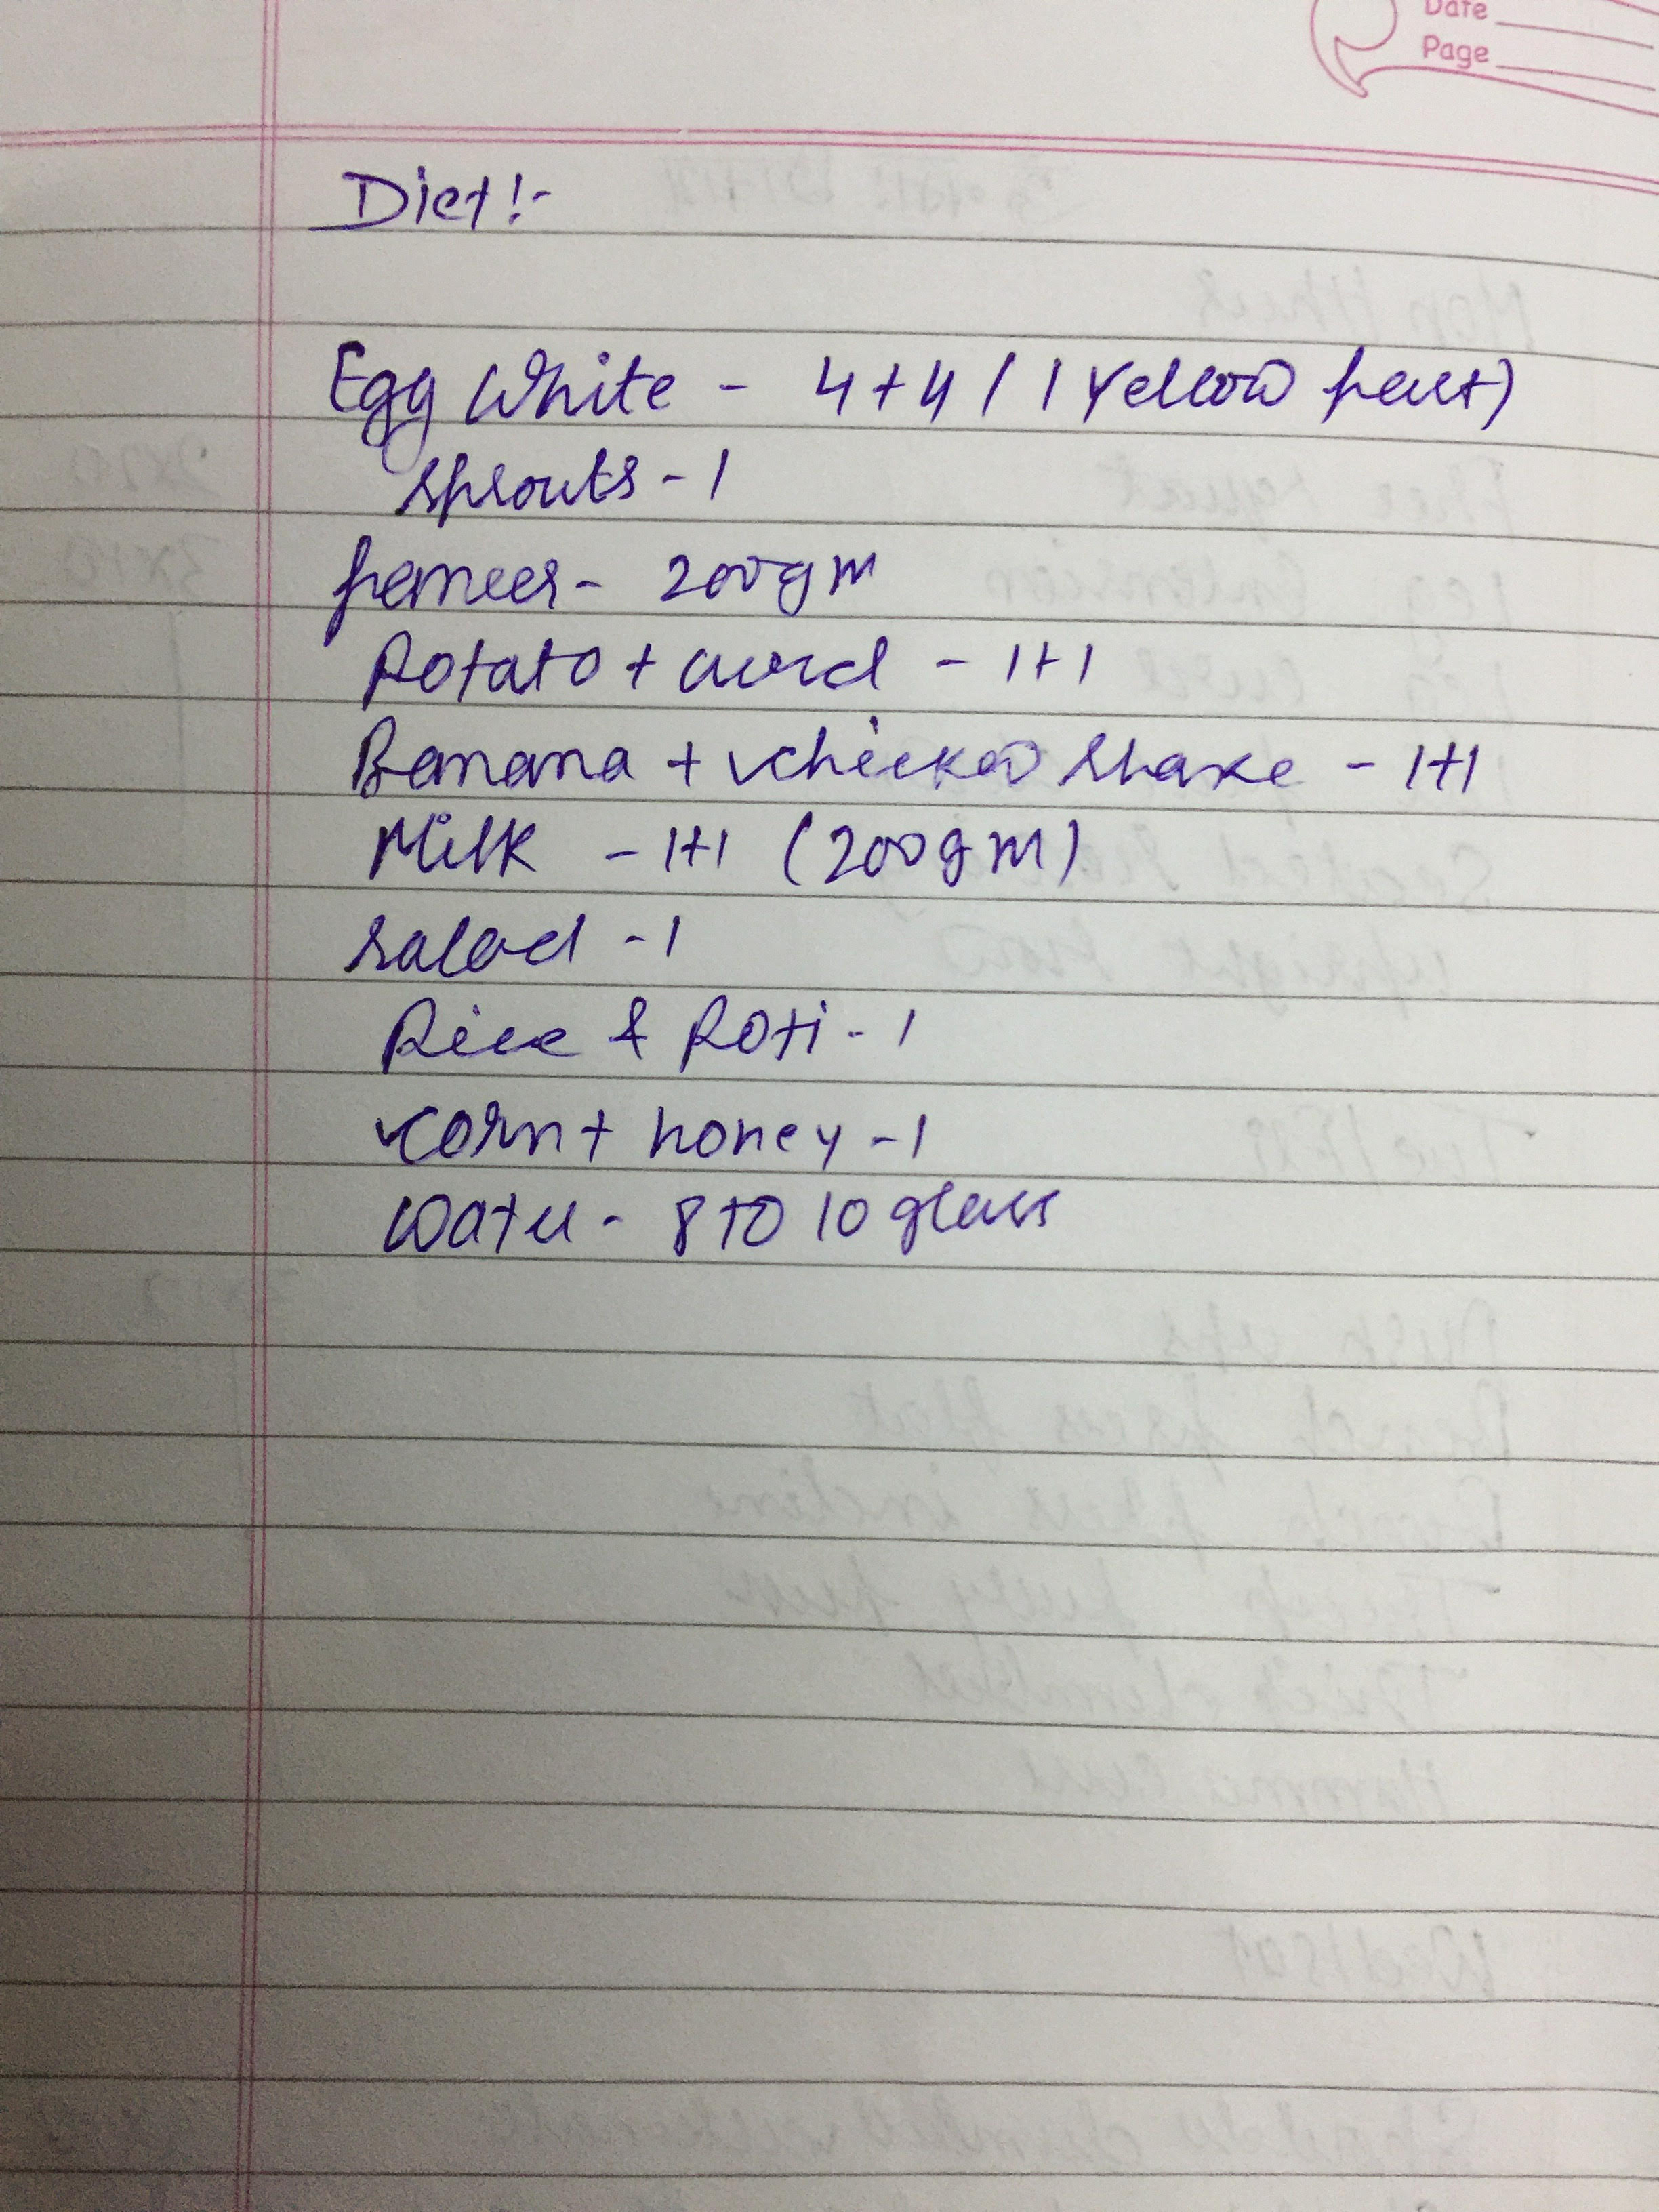 Date
Page
Diet:-
Egg White - 4+4 / 1 Yellow part)
Sprouts - 1
paneer - 200gm
Potato + curd - 1+1
Banana + chickoo shake - 1+1
Milk - 1+1 (200gm)
Salad - 1
Rice & Roti - 1
Corn + honey - 1
Water - 8 to 10 glass